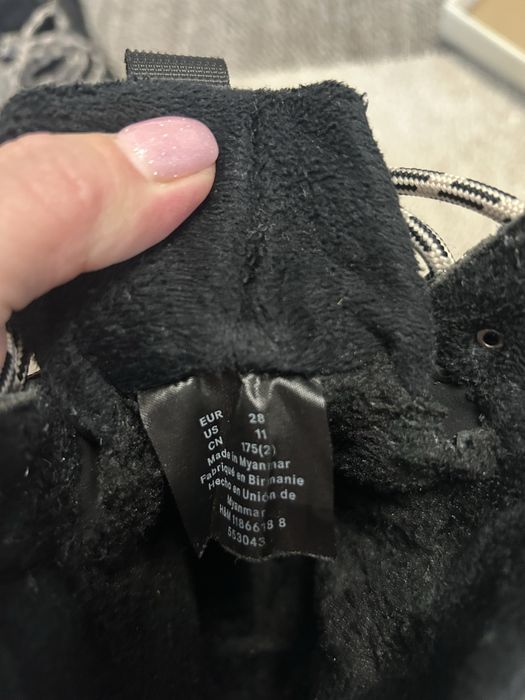 EUR 28
US 11
CN 175(2)
Made in Myanmar
Fabriqué en Birmanie
Hecho en Unión de
Myanmar
H&M 1186618 8
553043